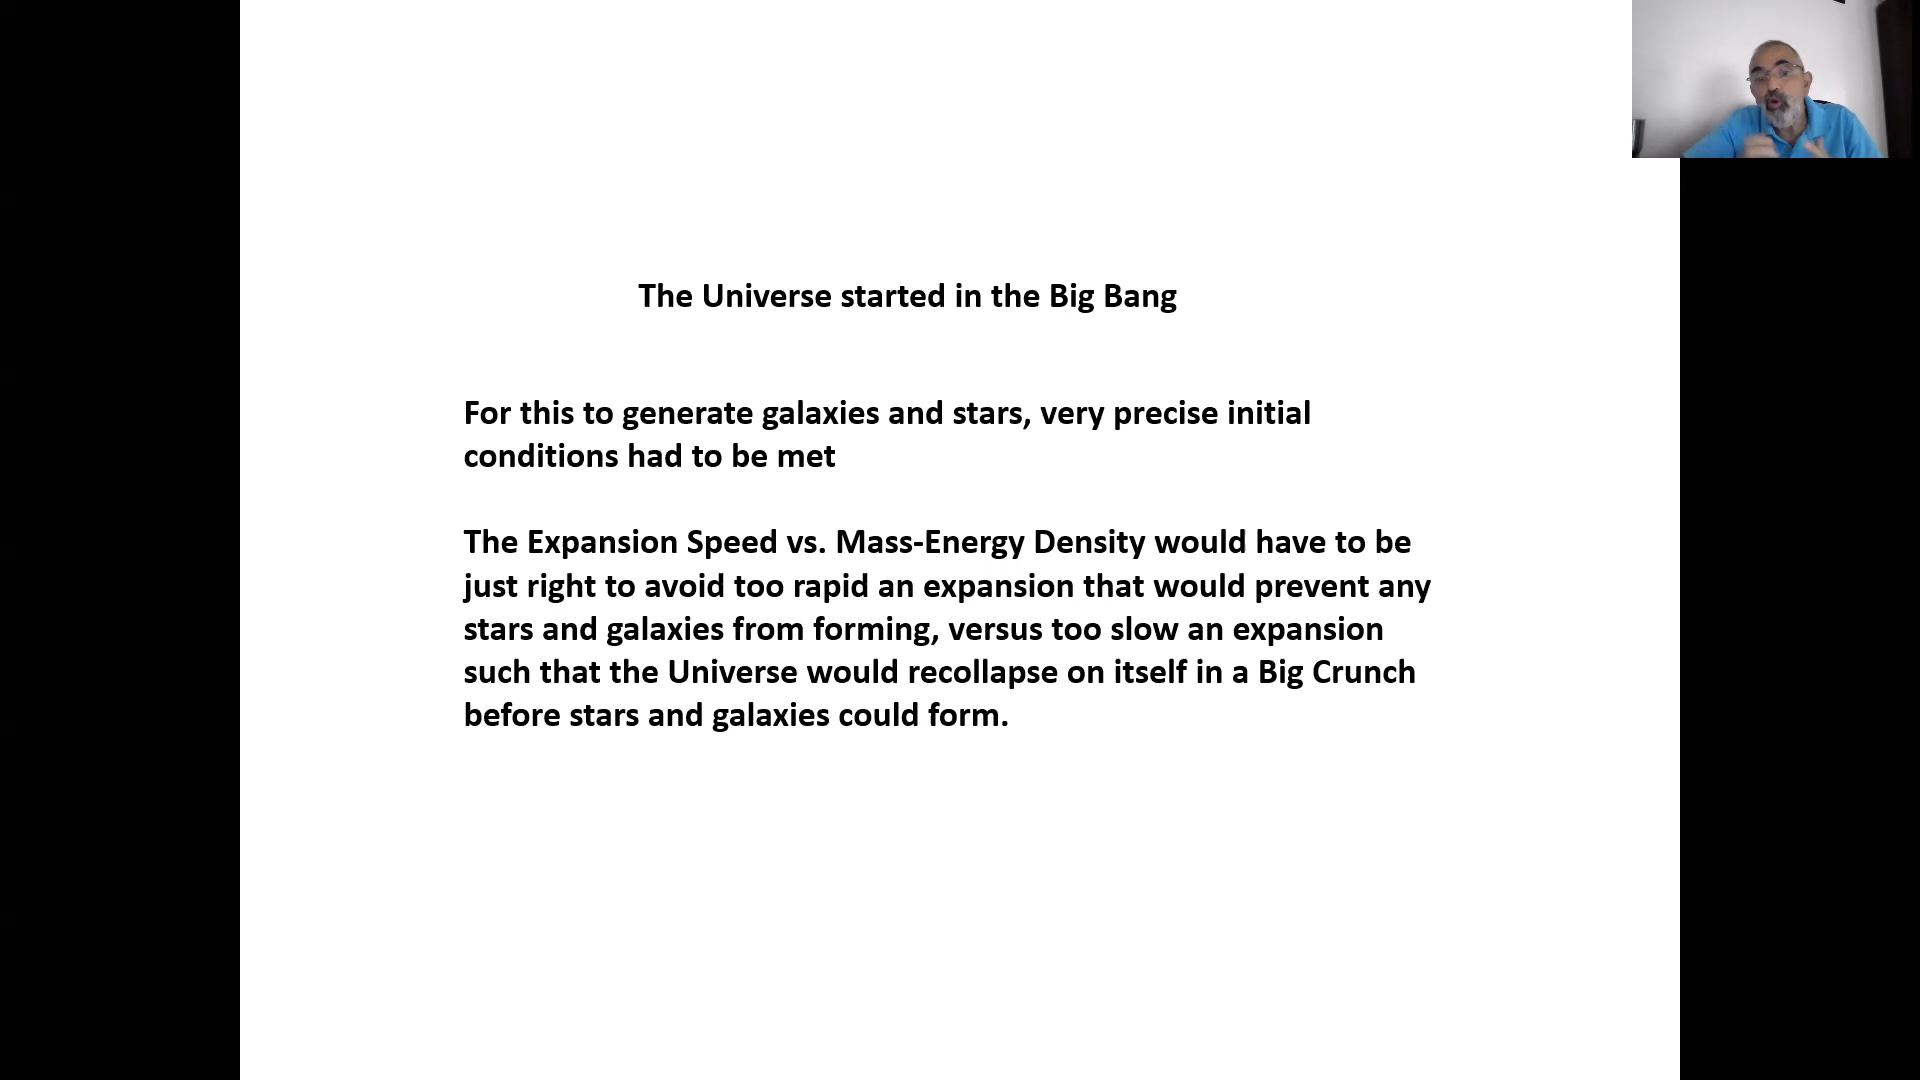 The Universe started in the Big Bang
For this to generate galaxies and stars, very precise initial
conditions had to be met
The Expansion Speed vs. Mass-Energy Density would have to be
just right to avoid too rapid an expansion that would prevent any
stars and galaxies from forming, versus too slow an expansion
such that the Universe would recollapse on itself in a Big Crunch
before stars and galaxies could form.